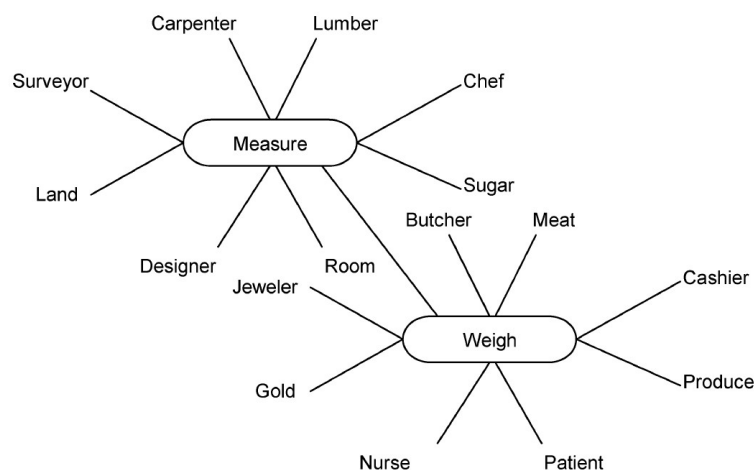 Carpenter
Lumber
Surveyor
Chef
Measure
Land
Sugar
Butcher
Meat
Designer
Room
Jeweler
Cashier
Weigh
Gold
Produce
Nurse
Patient